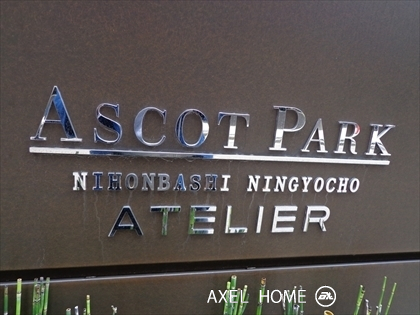 ASCOT PARK
NIHONBASHI NINGYOCHO
ATELIER
AXEL HOME